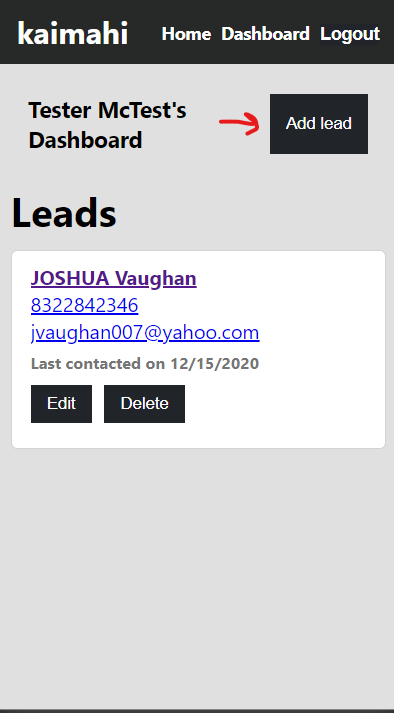 kaimahi Home Dashboard Logout
Tester McTest's
Dashboard
Add lead
Leads
JOSHUA Vaughan
8322842346
jvaughan007@yahoo.com
Last contacted on 12/15/2020
Edit Delete